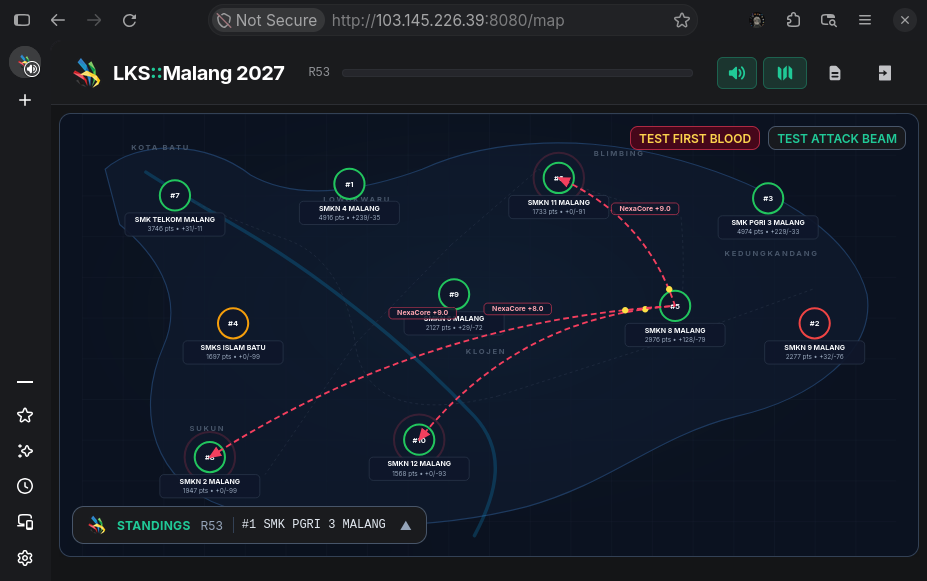 Not Secure http://103.145.226.39:8080/map
LKS::Malang 2027 R53
TEST FIRST BLOOD TEST ATTACK BEAM
KOTA BATU
BLIMBING
#7
SMK TELKOM MALANG
3746 pts • +31/-11
#1
SMKN 4 MALANG
4916 pts • +239/-35
SMKN 11 MALANG
1733 pts • +0/-91
NexaCore +9.0
#3
SMK PGRI 3 MALANG
4974 pts • +229/-33
KEDUNGKANDANG
#9
NexaCore +9.0
NexaCore +8.0
MALANG
2127 pts • +29/-72
#5
SMKN 8 MALANG
2976 pts • +128/-79
#4
SMKS ISLAM BATU
1697 pts • +0/-99
#2
SMKN 9 MALANG
2277 pts • +32/-76
KLOJEN
SUKUN
SMKN 2 MALANG
1947 pts • +0/-99
#10
SMKN 12 MALANG
1568 pts • +0/-93
STANDINGS R53 #1 SMK PGRI 3 MALANG ▲